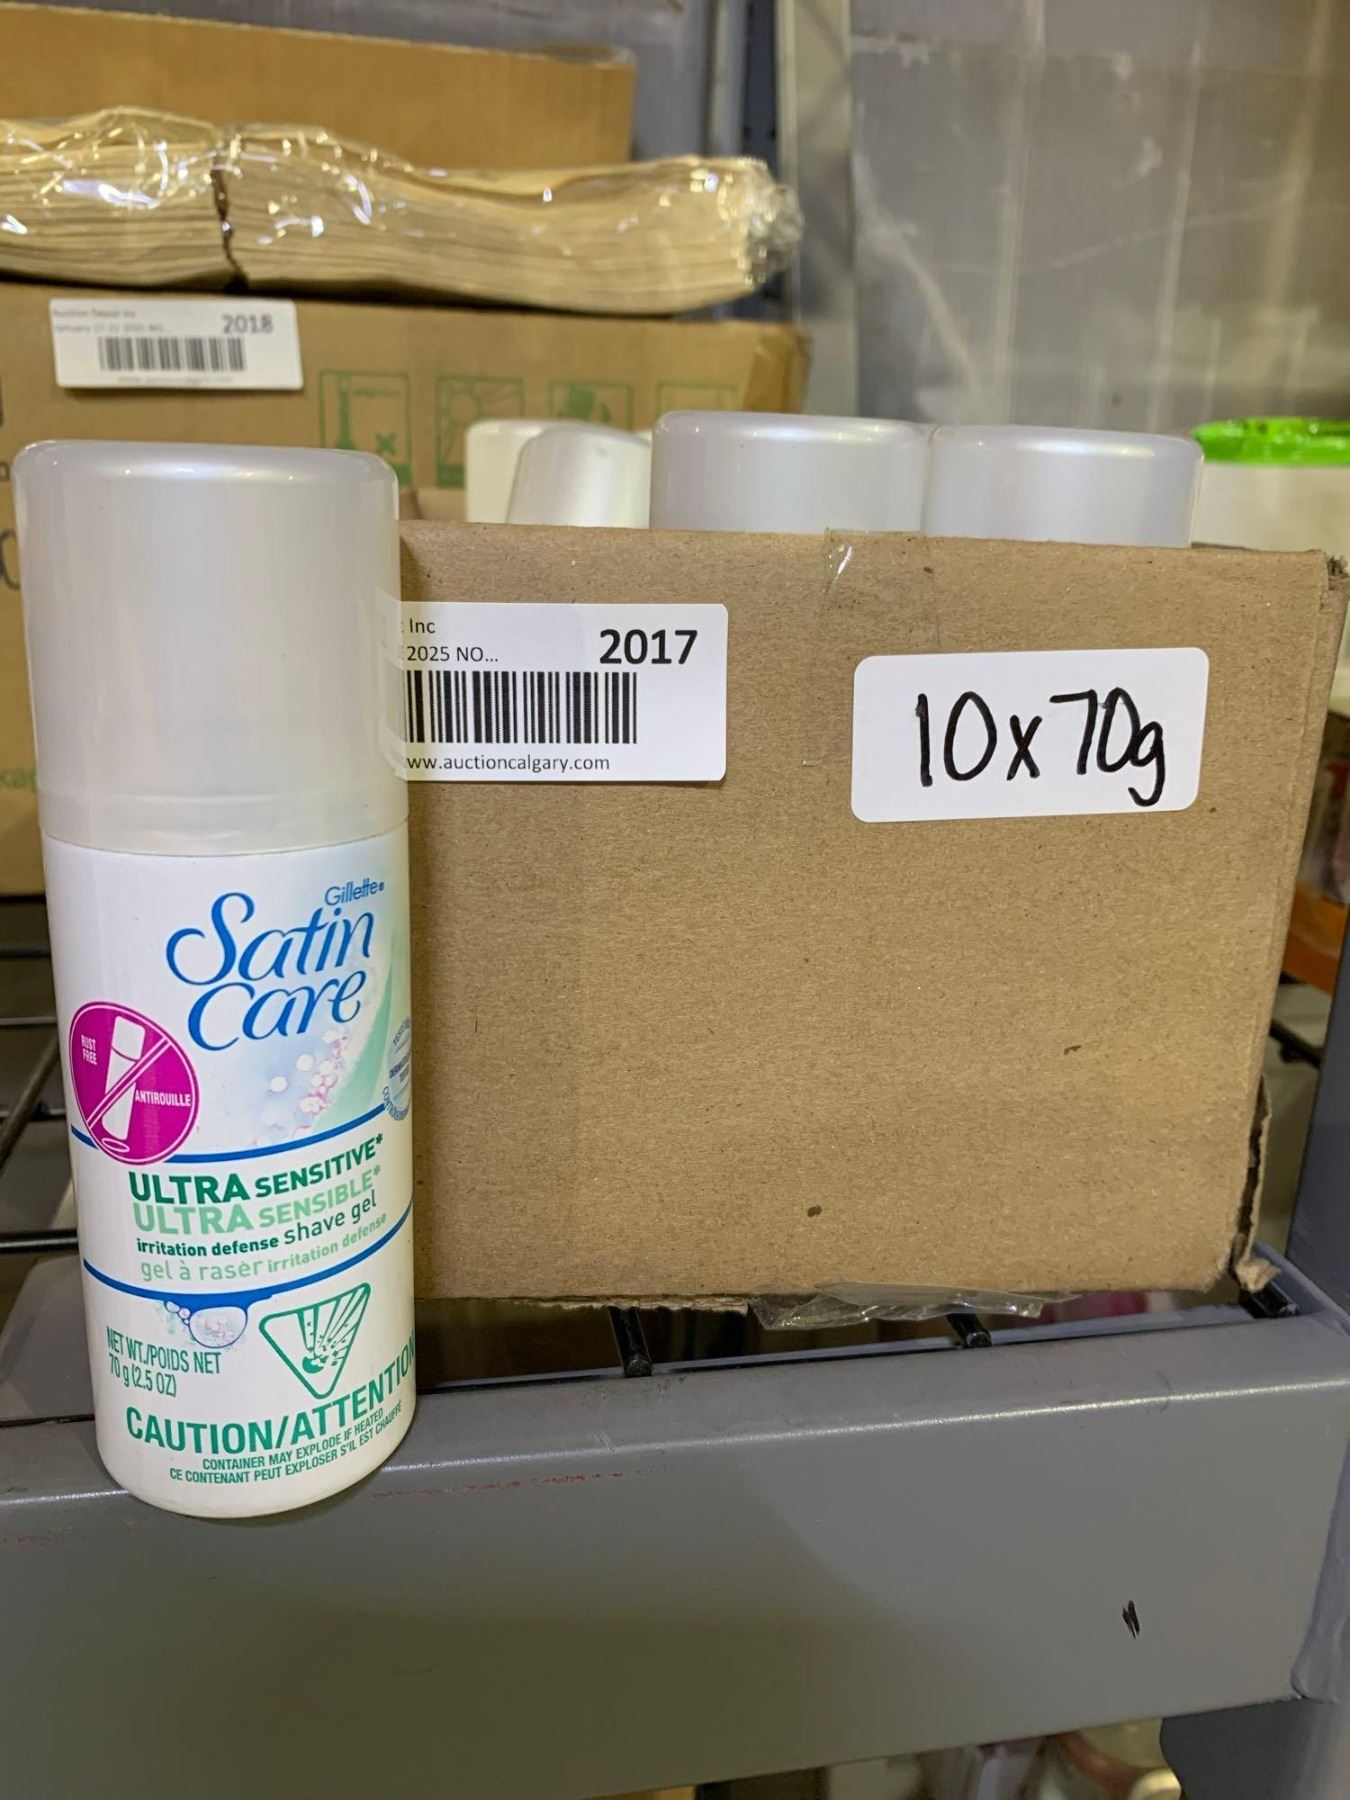 2018
Inc
2025 NO...
2017
ww.auctioncalgary.com
10x70g
Gillette
Satin
care
RUST
FREE
ANTIROUILLE
ULTRA SENSITIVE*
ULTRA SENSIBLE*
irritation defense shave gel
gel à raser irritation defense
NET WT./POIDS NET
70 g (2.5 OZ)
CAUTION/ATTENTION
CONTAINER MAY EXPLODE IF HEATED
CE CONTENANT PEUT EXPLOSER S'IL EST CHAUFFÉ